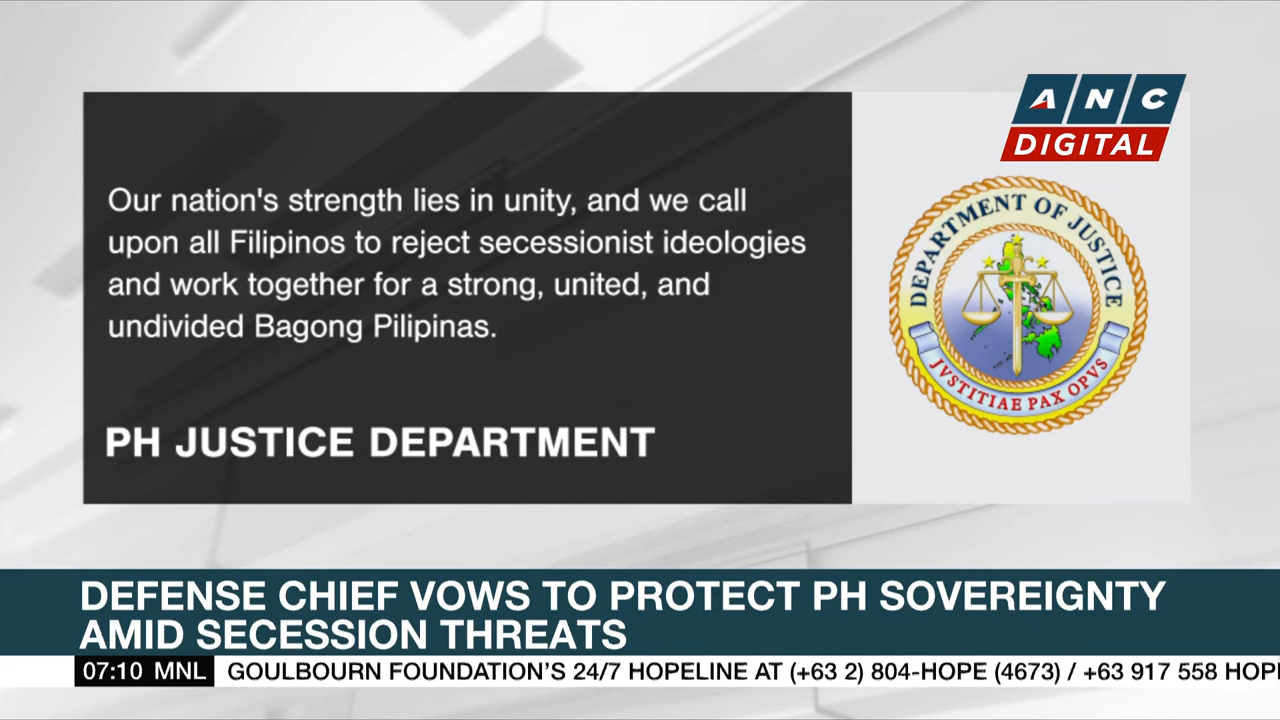 ANC
DIGITAL
Our nation's strength lies in unity, and we call
upon all Filipinos to reject secessionist ideologies
and work together for a strong, united, and
undivided Bagong Pilipinas.
PH JUSTICE DEPARTMENT
DEPARTMENT OF JUSTICE
JVSTITIAE PAX OPVS
DEFENSE CHIEF VOWS TO PROTECT PH SOVEREIGNTY
AMID SECESSION THREATS
07:10 MNL GOULBOURN FOUNDATION'S 24/7 HOPELINE AT (+63 2) 804-HOPE (4673) / +63 917 558 HOP